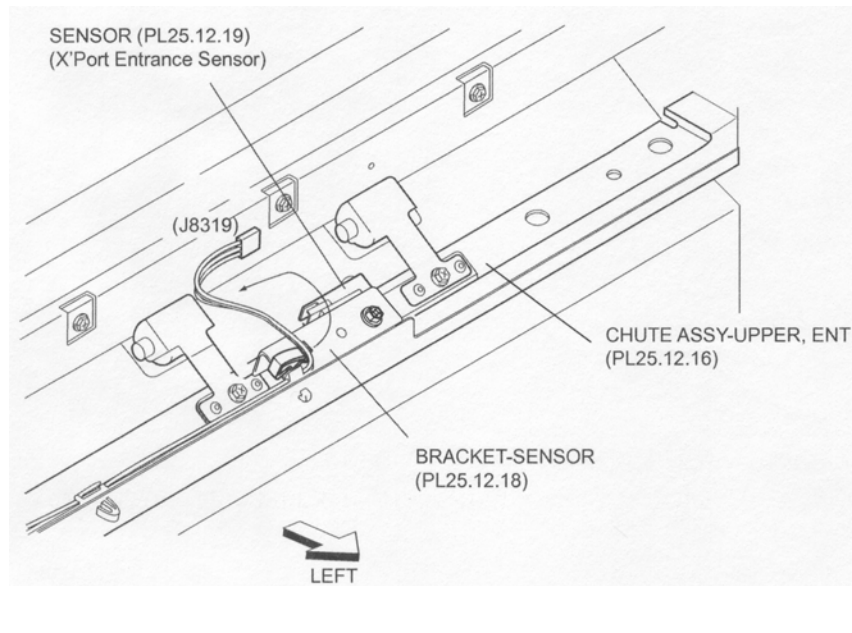 SENSOR (PL25.12.19)
(X'Port Entrance Sensor)
(J8319)
CHUTE ASSY-UPPER, ENT
(PL25.12.16)
BRACKET-SENSOR
(PL25.12.18)
LEFT